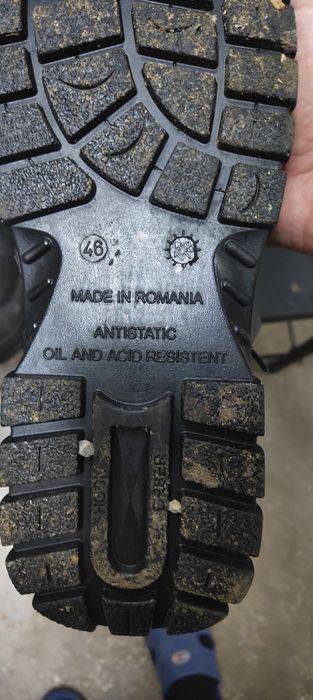 46
MADE IN ROMANIA
ANTISTATIC
OIL AND ACID RESISTENT